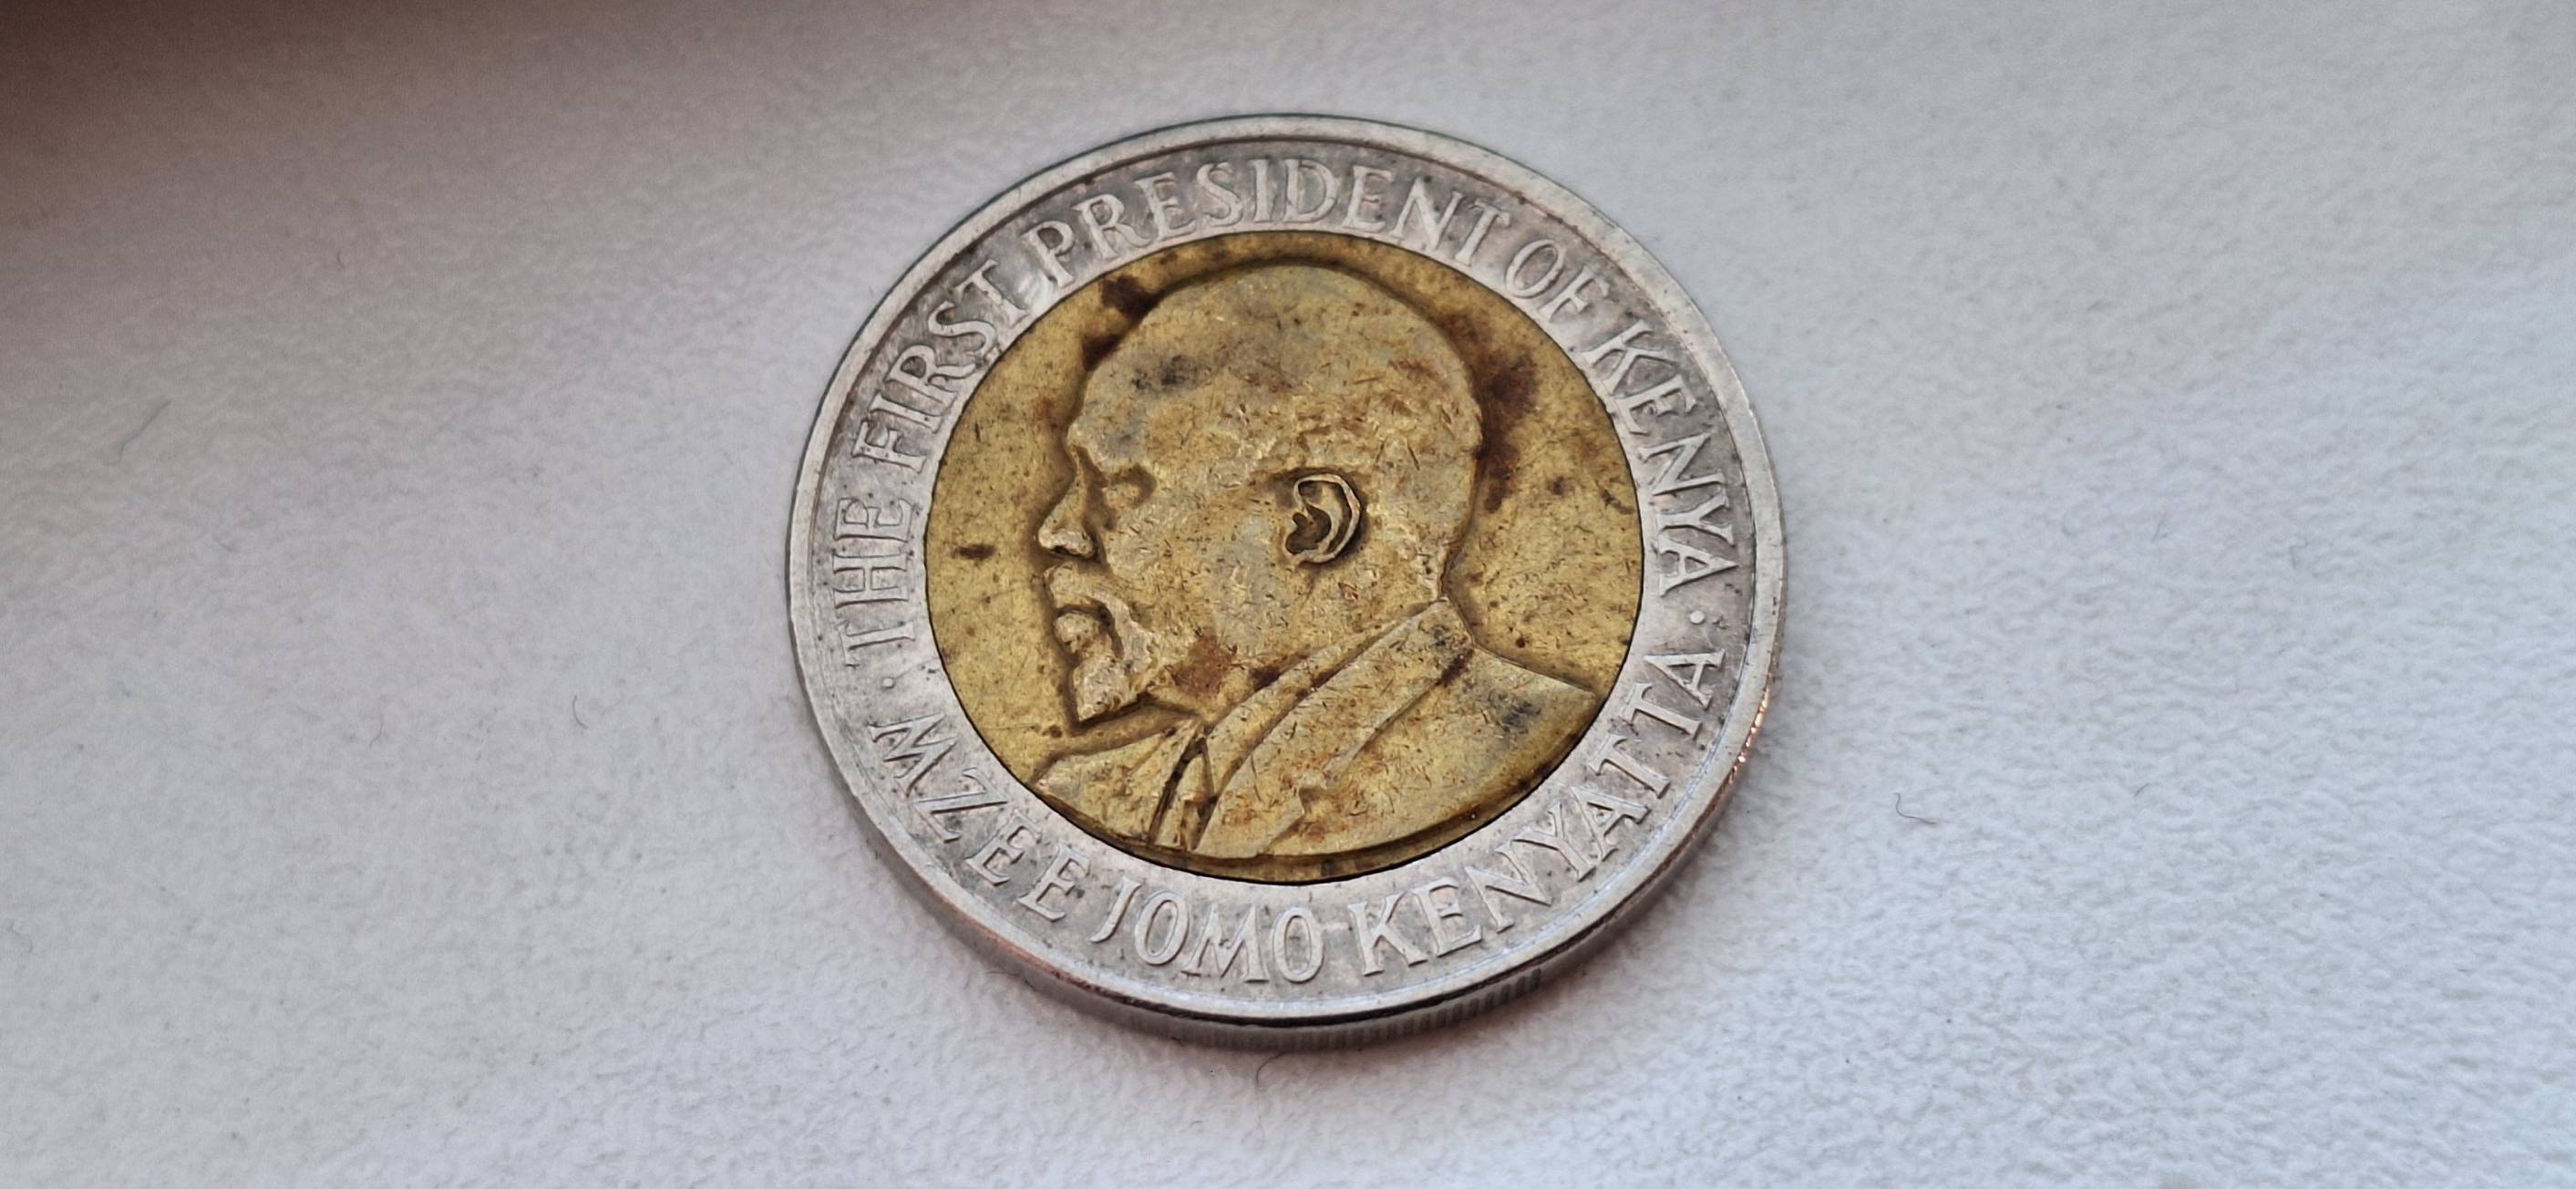 · THE FIRST PRESIDENT OF KENYA ·
MZEE JOMO KENYATTA